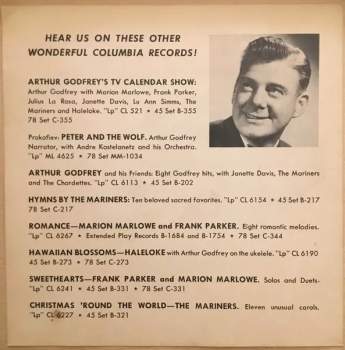 HEAR US ON THESE OTHER
WONDERFUL COLUMBIA RECORDS!
ARTHUR GODFREY'S TV CALENDAR SHOW:
Arthur Godfrey with Marion Marlowe, Frank Parker,
Julius La Rosa, Janette Davis, Lu Ann Simms, The
Mariners and Haleloke. "Lp" CL 521 • 45 Set B-355
78 Set C-355
Prokofiev: PETER AND THE WOLF. Arthur Godfrey
Narrator, with Andre Kostelanetz and his Orchestra.
"Lp" ML 4625 • 78 Set MM-1034
ARTHUR GODFREY and his Friends: Eight Godfrey hits, with Janette Davis, The Mariners
and The Chordettes. "Lp" CL 6113 • 45 Set B-202
HYMNS BY THE MARINERS: Ten beloved sacred favorites. "Lp" CL 6154 • 45 Set B-217
78 Set C-217
ROMANCE—MARION MARLOWE and FRANK PARKER. Eight romantic melodies.
"Lp" CL 6267 • Extended Play Records B-1684 and B-1754 • 78 Set C-344
HAWAIIAN BLOSSOMS—HALELOKE with Arthur Godfrey on the ukelele. "Lp" CL 6190
45 Set B-273 • 78 Set C-273
SWEETHEARTS—FRANK PARKER and MARION MARLOWE. Solos and Duets-
"Lp" CL 6241 • 45 Set B-331 • 78 Set C-331
CHRISTMAS 'ROUND THE WORLD—THE MARINERS. Eleven unusual carols.
"Lp" CL 6227 • 45 Set B-321